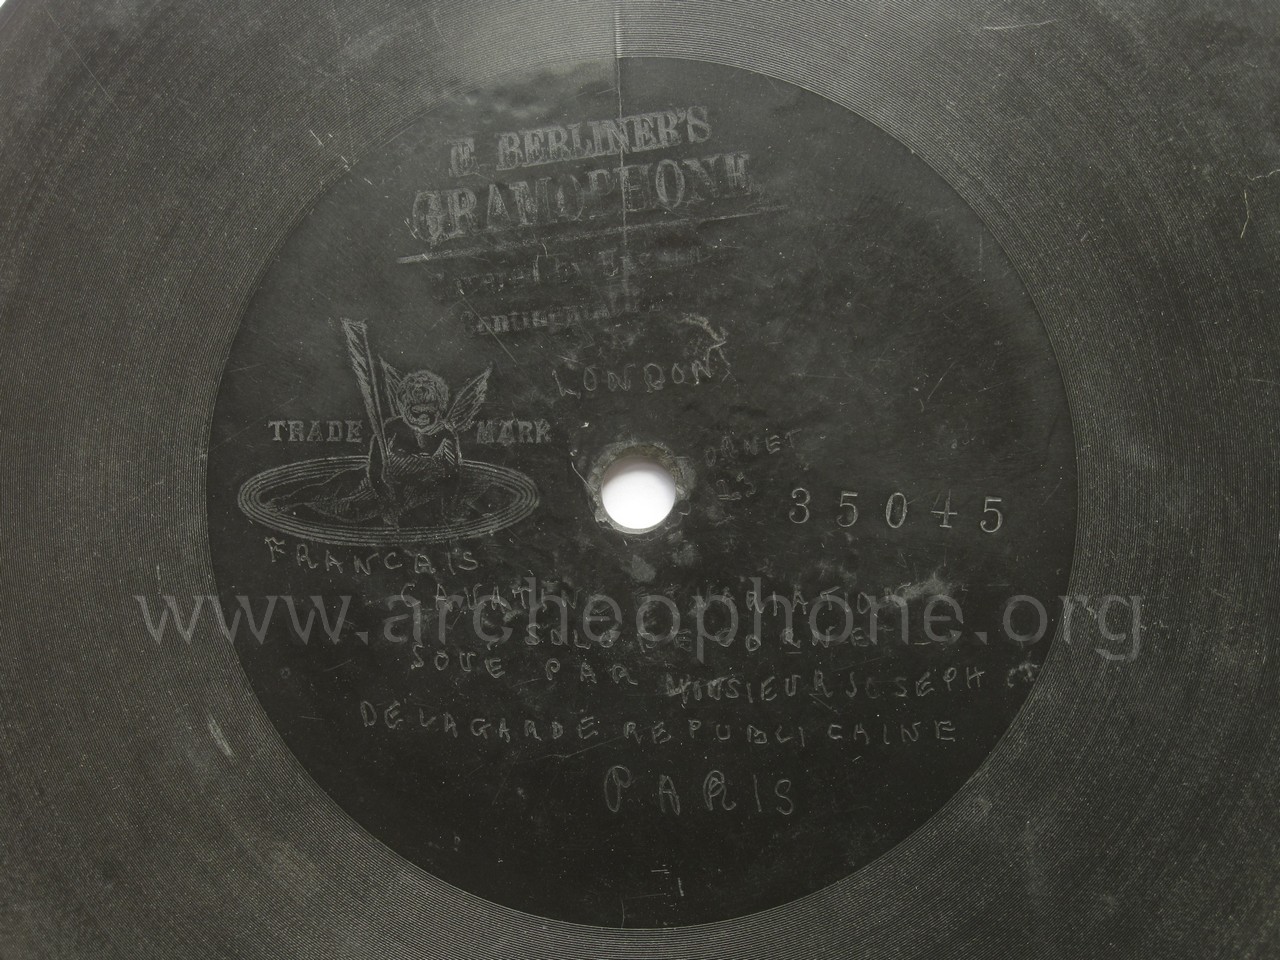 E. BERLINER'S
GRAMOPHONE
LONDON
TRADE MARK
35045
FRANCAIS
VARIATION
SOLO DE CORNET
JOUE PAR MONSIEUR JOSEPH
DE LA GARDE REPUBLICAINE
PARIS
www.archeophone.org